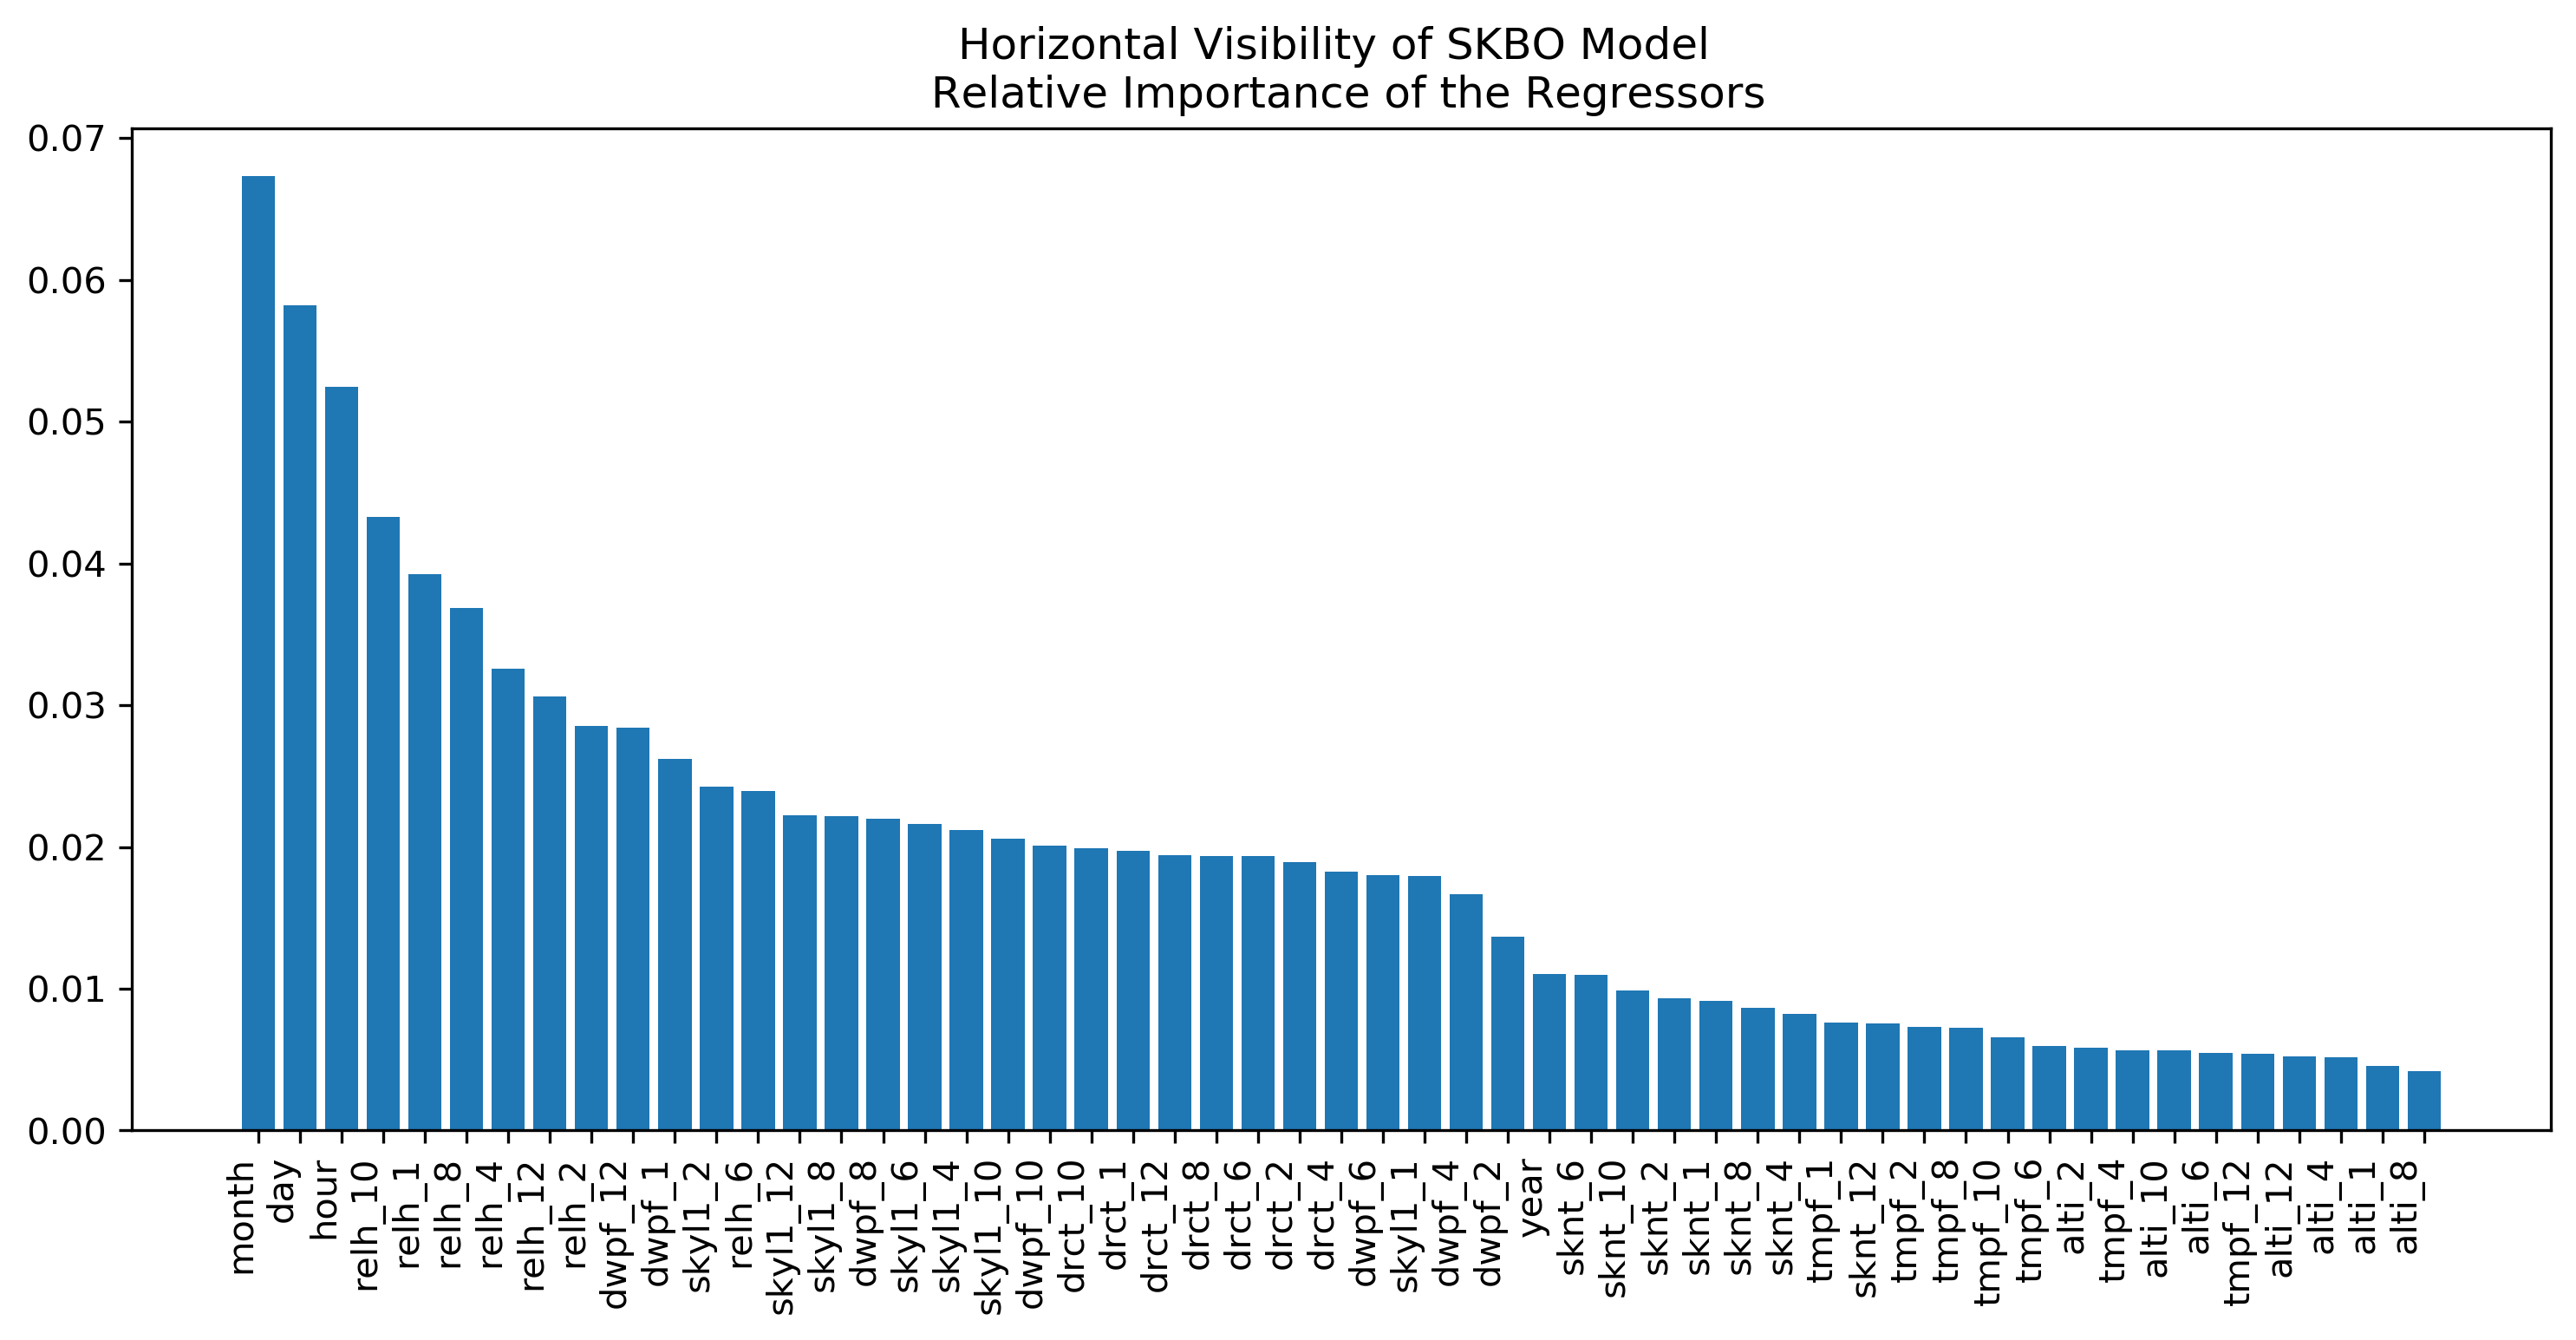 Horizontal Visibility of SKBO Model
Relative Importance of the Regressors
0.07
0.06
0.05
0.04
0.03
0.02
0.01
0.00
month
day
hour
relh_10
relh_1
relh_8
relh_4
relh_12
relh_2
dwpf_12
dwpf_1
skyl1_2
relh_6
skyl1_12
skyl1_8
dwpf_8
skyl1_6
skyl1_4
skyl1_10
dwpf_10
drct_10
drct_1
drct_12
drct_8
drct_6
drct_2
drct_4
dwpf_6
skyl1_1
dwpf_4
dwpf_2
year
sknt_6
sknt_10
sknt_2
sknt_1
sknt_8
sknt_4
tmpf_1
sknt_12
tmpf_2
tmpf_8
tmpf_10
tmpf_6
alti_2
tmpf_4
alti_10
alti_6
tmpf_12
alti_12
alti_4
alti_1
alti_8